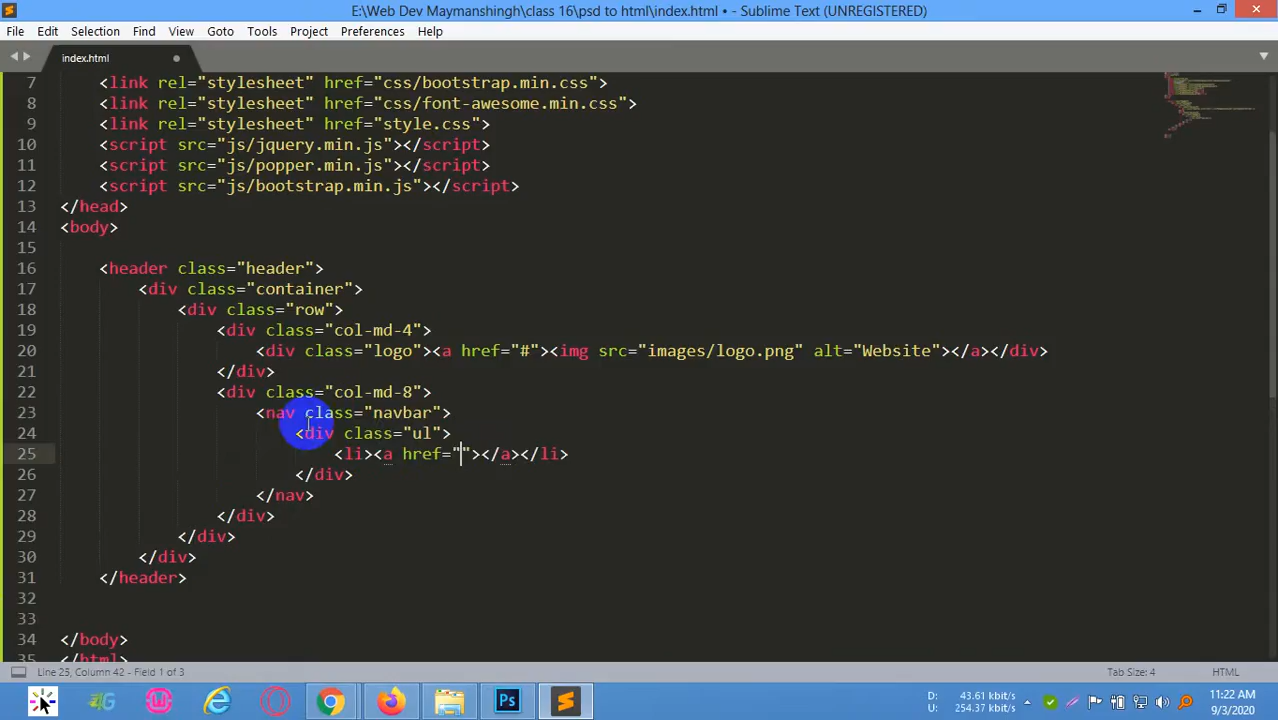 E:\Web Dev Maymanshingh\class 16\psd to html\index.html • - Sublime Text (UNREGISTERED)
File Edit Selection Find View Goto Tools Project Preferences Help
index.html
7 <link rel="stylesheet" href="css/bootstrap.min.css">
8 <link rel="stylesheet" href="css/font-awesome.min.css">
9 <link rel="stylesheet" href="style.css">
10 <script src="js/jquery.min.js"></script>
11 <script src="js/popper.min.js"></script>
12 <script src="js/bootstrap.min.js"></script>
13 </head>
14 <body>
15
16 <header class="header">
17 <div class="container">
18 <div class="row">
19 <div class="col-md-4">
20 <div class="logo"><a href="#"><img src="images/logo.png" alt="Website"></a></div>
21 </div>
22 <div class="col-md-8">
23 <nav class="navbar">
24 <div class="ul">
25 <li><a href=""></a></li>
26 </div>
27 </nav>
28 </div>
29 </div>
30 </div>
31 </header>
32
33
34 </body>
35 </html>
Line 25, Column 42 - Field 1 of 3
Tab Size: 4
HTML
D: 43.61 kbit/s
U: 254.37 kbit/s
11:22 AM
9/3/2020